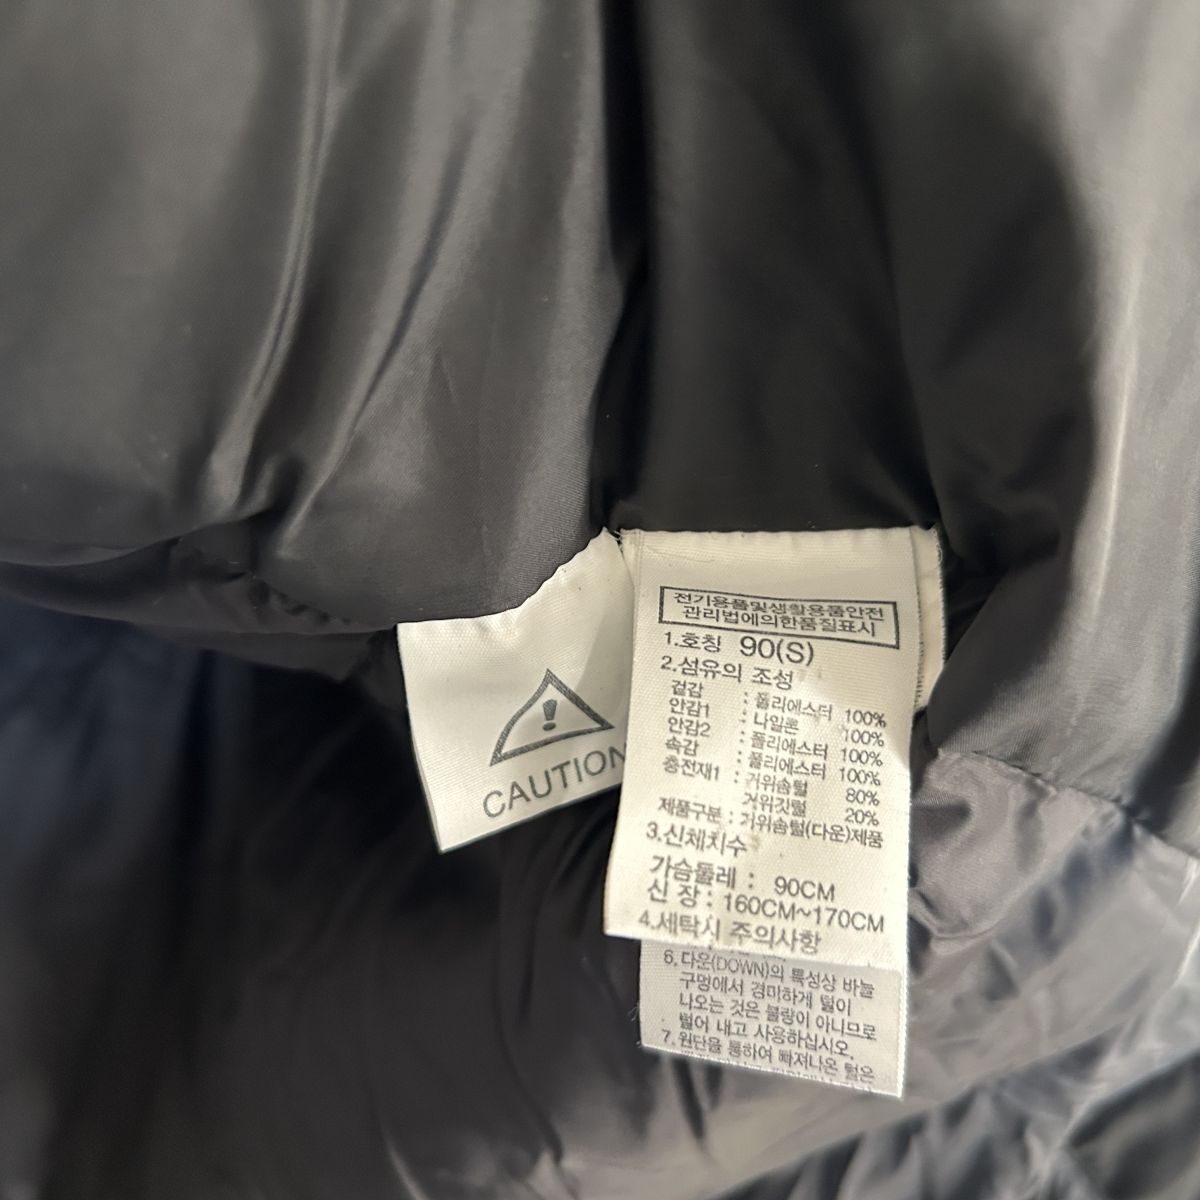 CAUTION
전기용품및생활용품안전
관리법에의한품질표시
1.호칭 90(S)
2.섬유의 조성
겉감 : 폴리에스터 100%
안감1 : 나일론 100%
안감2 : 폴리에스터 100%
속감 : 폴리에스터 100%
충전재1 : 거위솜털 80%
거위깃털 20%
제품구분 : 거위솜털(다운)제품
3.신체치수
가슴둘레 : 90CM
신 장 : 160CM~170CM
4.세탁시 주의사항
6.다운(DOWN)의 특성상 바늘
구멍에서 경미하게 털이
나오는 것은 불량이 아니므로
털어 내고 사용하십시오.
7.원단을 통하여 빠져나온 털은